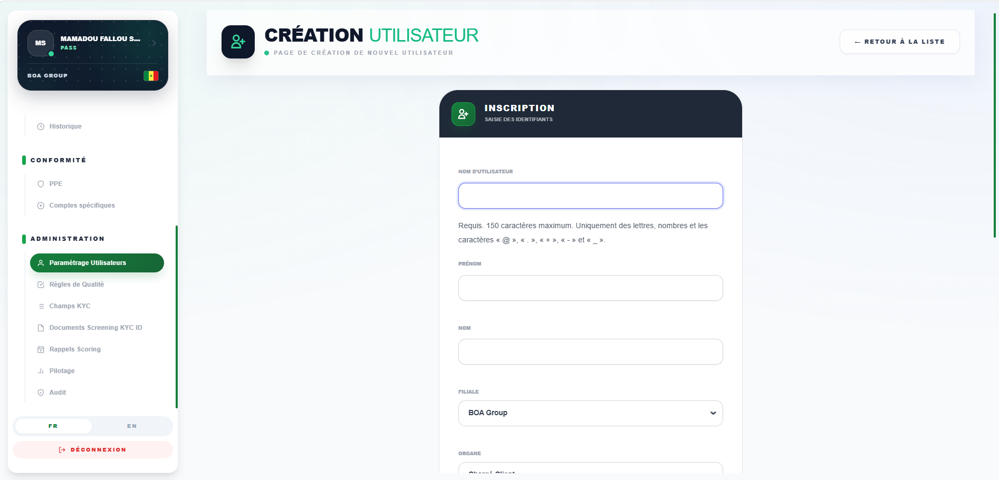 MS
MAMADOU FALLOU S...
PASS
BOA GROUP
Historique
CONFORMITÉ
PPE
Comptes spécifiques
ADMINISTRATION
Paramétrage Utilisateurs
Règles de Qualité
Champs KYC
Documents Screening KYC ID
Rappels Scoring
Pilotage
Audit
FR EN
DÉCONNEXION
CRÉATION UTILISATEUR
PAGE DE CRÉATION DE NOUVEL UTILISATEUR
← RETOUR À LA LISTE
INSCRIPTION
SAISIE DES IDENTIFIANTS
NOM D'UTILISATEUR
Requis. 150 caractères maximum. Uniquement des lettres, nombres et les
caractères « @ », « . », « + », « - » et « _ ».
PRÉNOM
NOM
FILIALE
BOA Group
ORGANE
Chargé Client